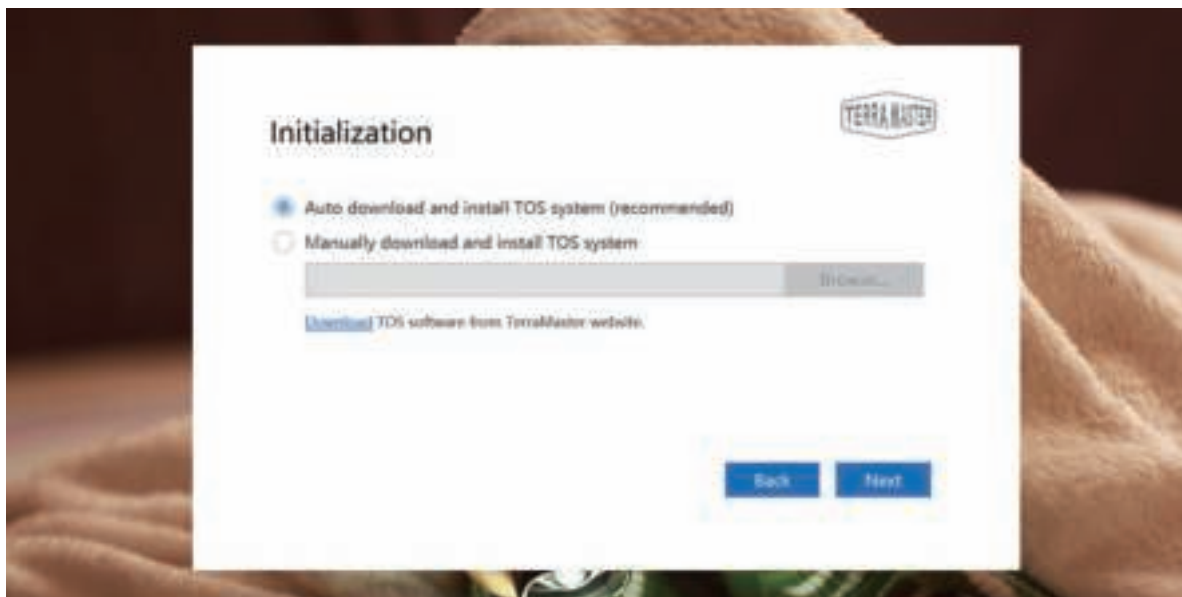 TERRA MASTER
Initialization
Auto download and install TOS system (recommended)
Manually download and install TOS system
Browse...
Download TOS software from TerraMaster website.
Back Next